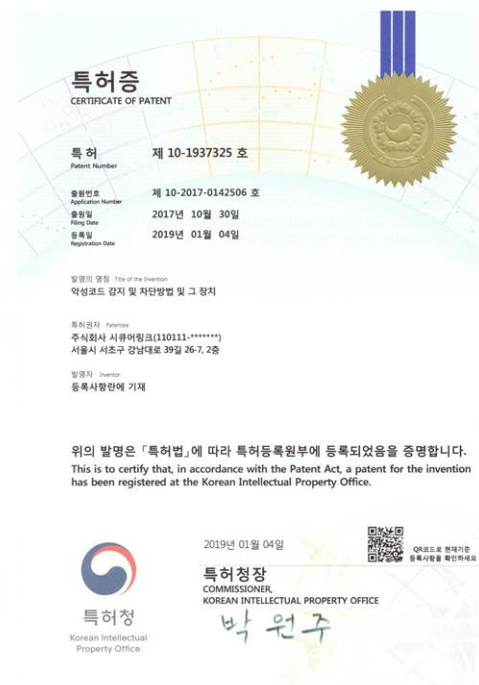 특허증
CERTIFICATE OF PATENT
특허 제 10-1937325 호
Patent Number
출원번호 제 10-2017-0142506 호
Application Number
출원일 2017년 10월 30일
Filing Date
등록일 2019년 01월 04일
Registration Date
발명의 명칭 Title of the Invention
악성코드 감지 및 차단방법 및 그 장치
특허권자 Patentee
주식회사 시큐어링크(110111-*******)
서울시 서초구 강남대로 39길 26-7, 2층
발명자 Inventor
등록사항란에 기재
위의 발명은 「특허법」에 따라 특허등록원부에 등록되었음을 증명합니다.
This is to certify that, in accordance with the Patent Act, a patent for the invention
has been registered at the Korean Intellectual Property Office.
2019년 01월 04일
QR코드로 현재기준
등록사항을 확인하세요
특허청장
COMMISSIONER,
KOREAN INTELLECTUAL PROPERTY OFFICE
박원주
특허청
Korean Intellectual
Property Office